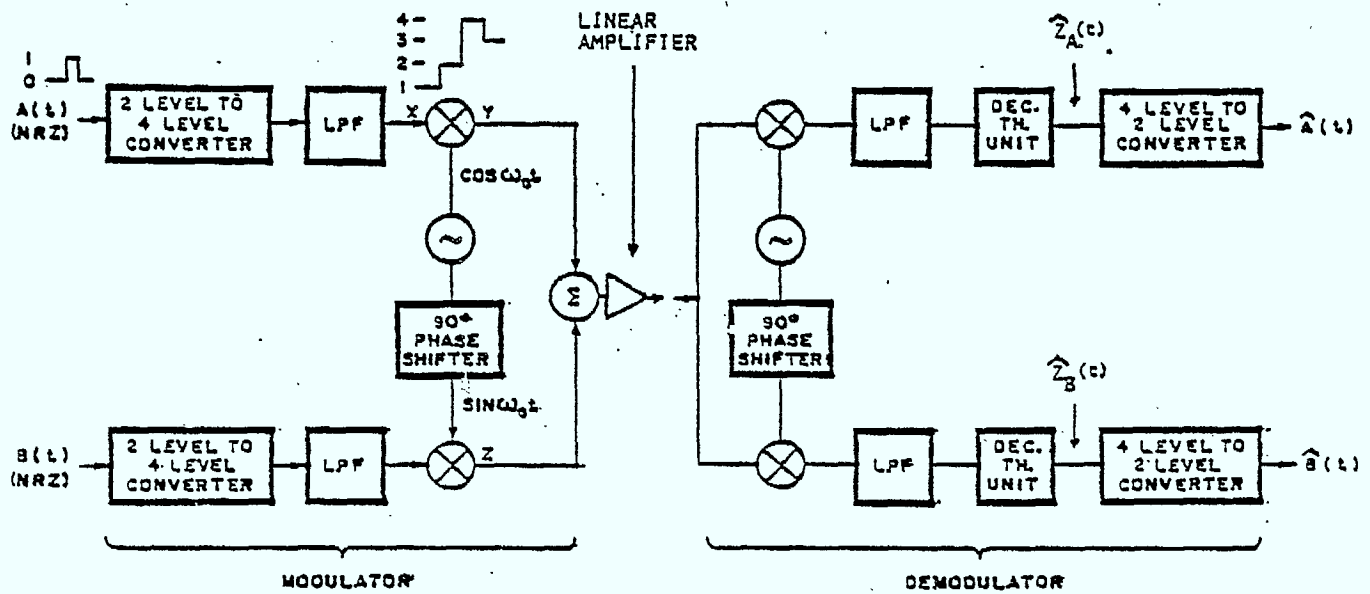 LINEAR
AMPLIFIER
4
3
2
1
1
0
A(t)
(NRZ)
2 LEVEL TO
4 LEVEL
CONVERTER
LPF
X
Y
COS ω₀t
~
90°
PHASE
SHIFTER
SIN ω₀t
Σ
B(t)
(NRZ)
2 LEVEL TO
4 LEVEL
CONVERTER
LPF
Z
MODULATOR
LPF
DEC.
TH.
UNIT
Ẑ_A(t)
4 LEVEL TO
2 LEVEL
CONVERTER
Â(t)
~
90°
PHASE
SHIFTER
LPF
DEC.
TH.
UNIT
Ẑ_B(t)
4 LEVEL TO
2 LEVEL
CONVERTER
B̂(t)
DEMODULATOR